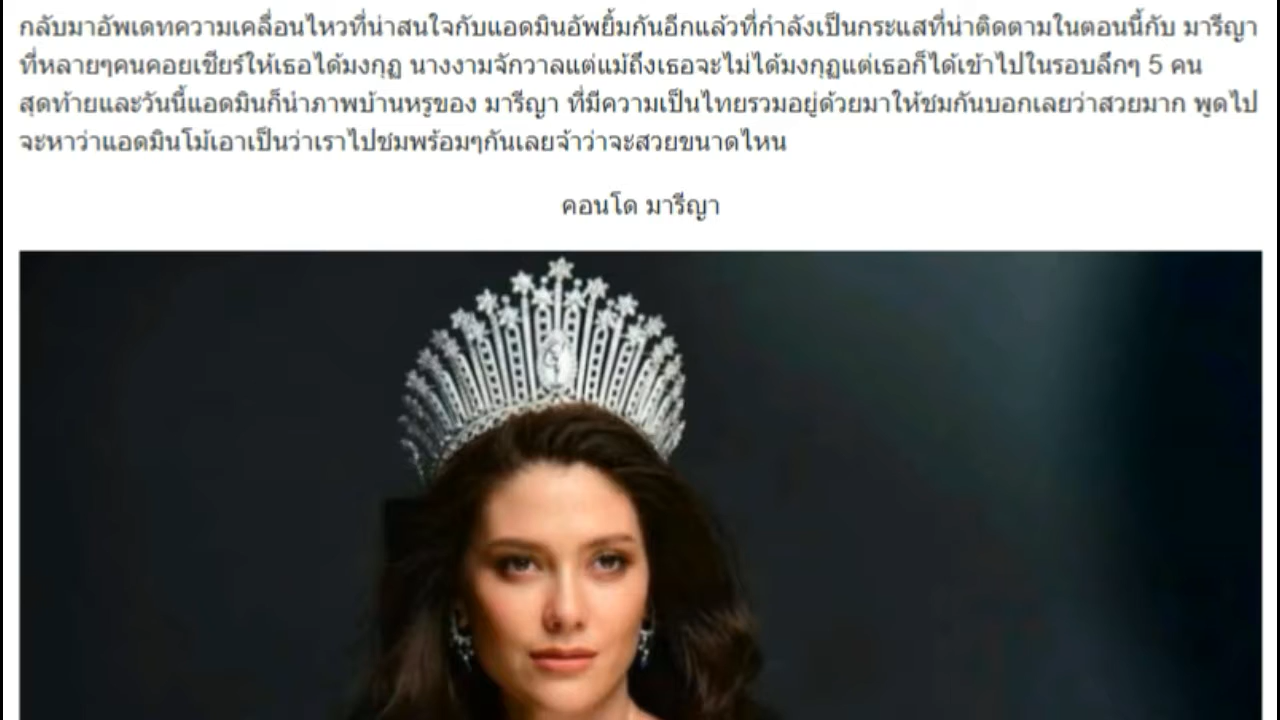 กลับมาอัพเดทความเคลื่อนไหวที่น่าสนใจกับแอดมินอัพยิ้มกันอีกแล้วที่กำลังเป็นกระแสที่น่าติดตามในตอนนี้กับ มารีญา
ที่หลายๆคนคอยเชียร์ให้เธอได้มงกุฏ นางงามจักวาลแต่แม้ถึงเธอจะไม่ได้มงกุฏแต่เธอก็ได้เข้าไปในรอบลึกๆ 5 คน
สุดท้ายและวันนี้แอดมินก็นำภาพบ้านหรูของ มารีญา ที่มีความเป็นไทยรวมอยู่ด้วยมาให้ชมกันบอกเลยว่าสวยมาก พูดไป
จะหาว่าแอดมินโม้เอาเป็นว่าเราไปชมพร้อมๆกันเลยจ้าว่าจะสวยขนาดไหน
คอนโด มารีญา